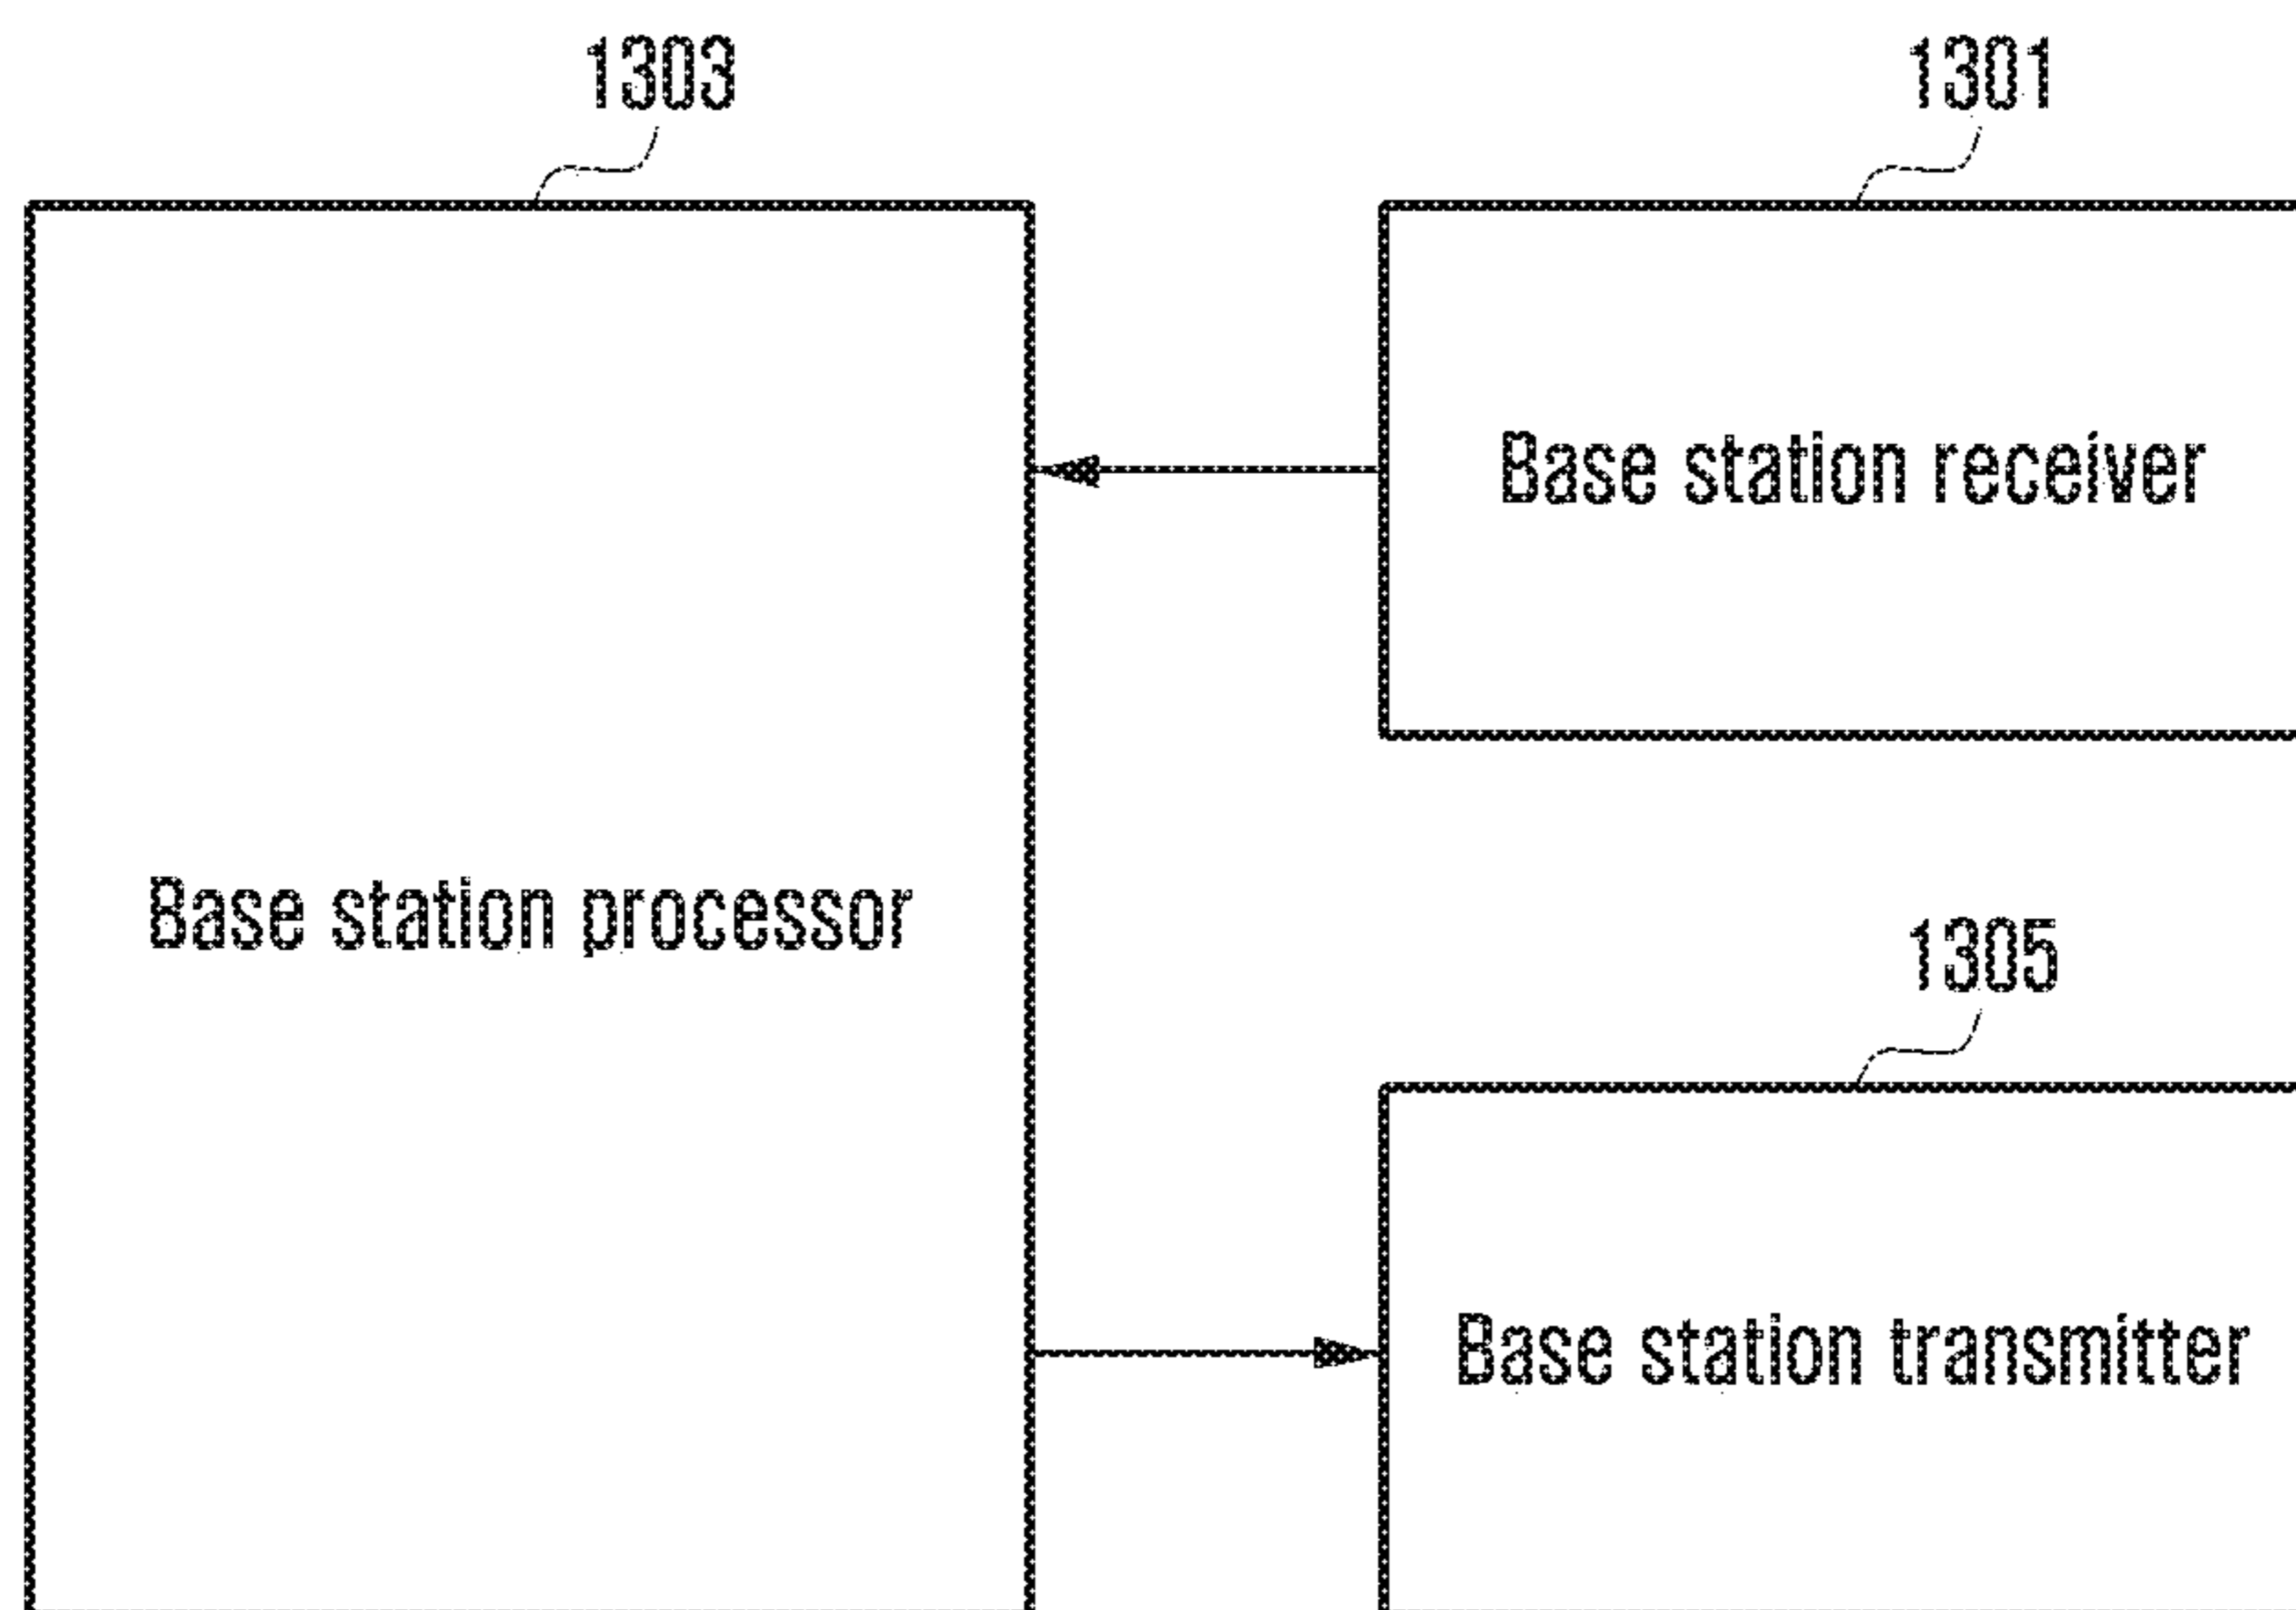 1303
1301
Base station receiver
Base station processor
1305
Base station transmitter